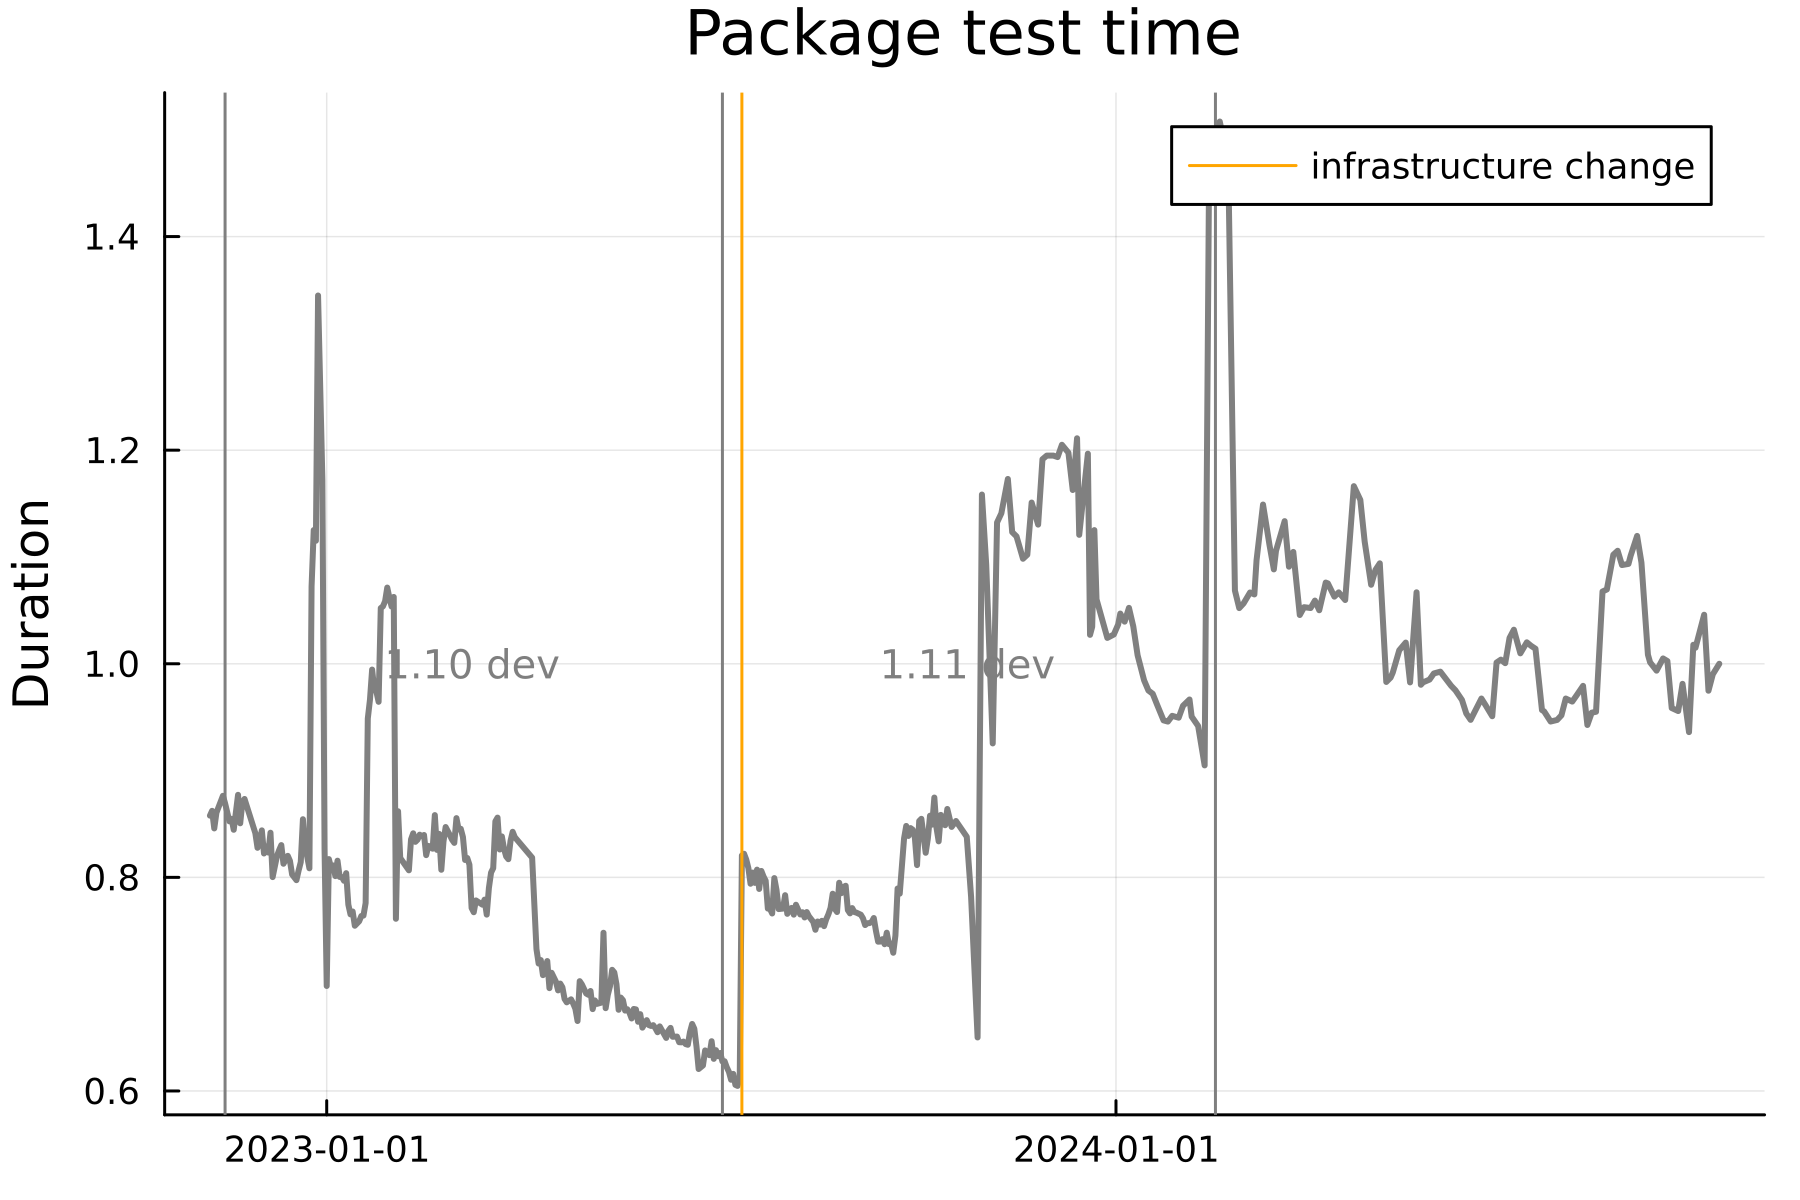 Package test time
infrastructure change
Duration
1.4
1.2
1.0
0.8
0.6
1.10 dev
1.11 dev
2023-01-01
2024-01-01